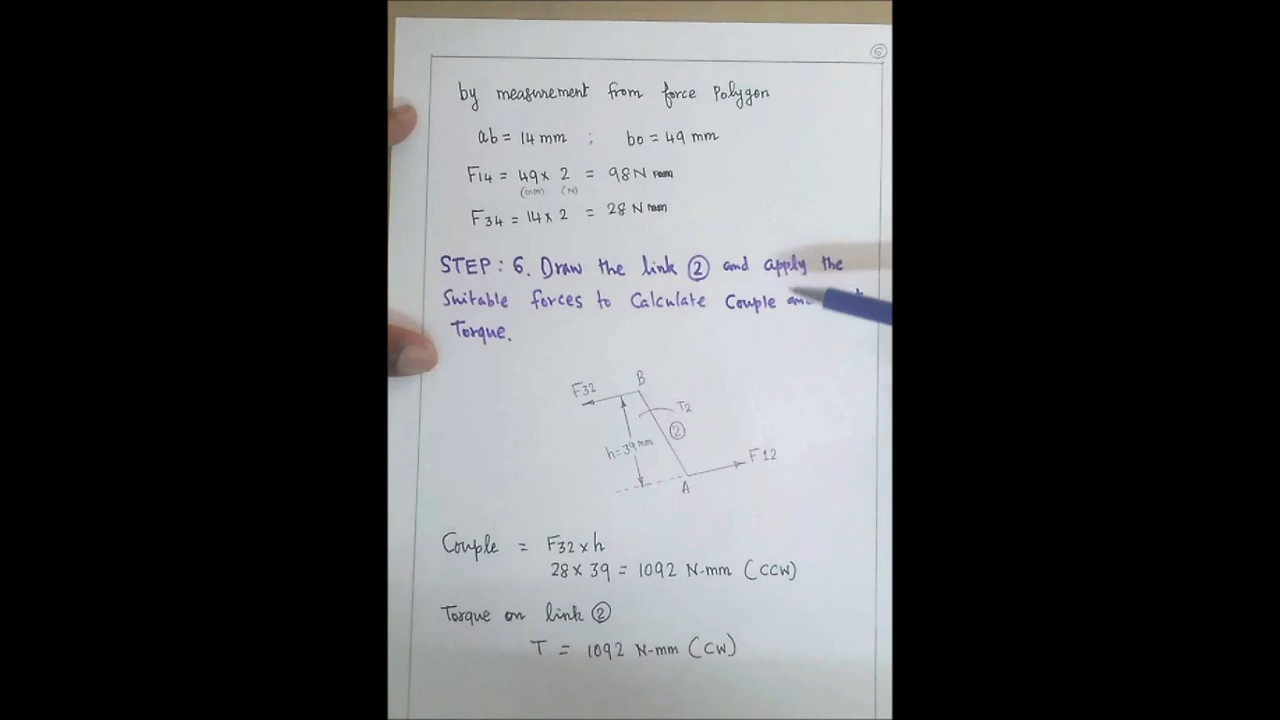 5
by measurement from force Polygon
ab = 14 mm ; bo = 49 mm
F14 = 49 x 2 = 98 N
(mm) (N)
F34 = 14 x 2 = 28 N
STEP: 6. Draw the link ② and apply the
Suitable forces to Calculate Couple
Torque.
B
F32
T2
②
h=39mm
F12
A
Couple = F32 x h
28 x 39 = 1092 N-mm (CCW)
Torque on link ②
T = 1092 N-mm (CW)